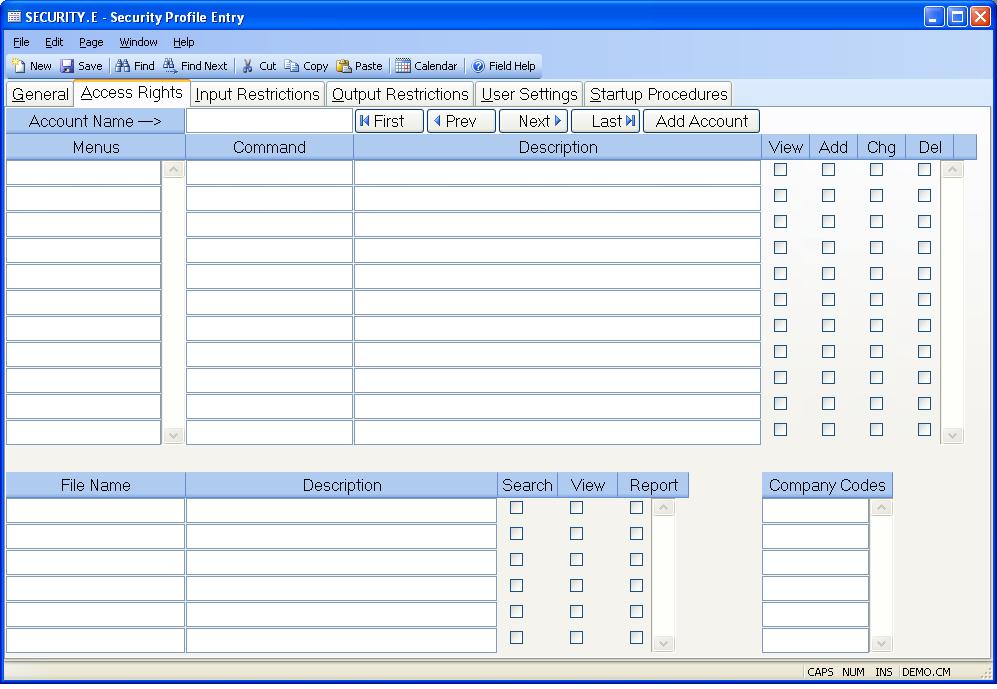 SECURITY.E - Security Profile Entry
File Edit Page Window Help
New Save Find Find Next Cut Copy Paste Calendar Field Help
General Access Rights Input Restrictions Output Restrictions User Settings Startup Procedures
Account Name —> First Prev Next Last Add Account
Menus Command Description View Add Chg Del
File Name Description Search View Report Company Codes
CAPS NUM INS DEMO.CM